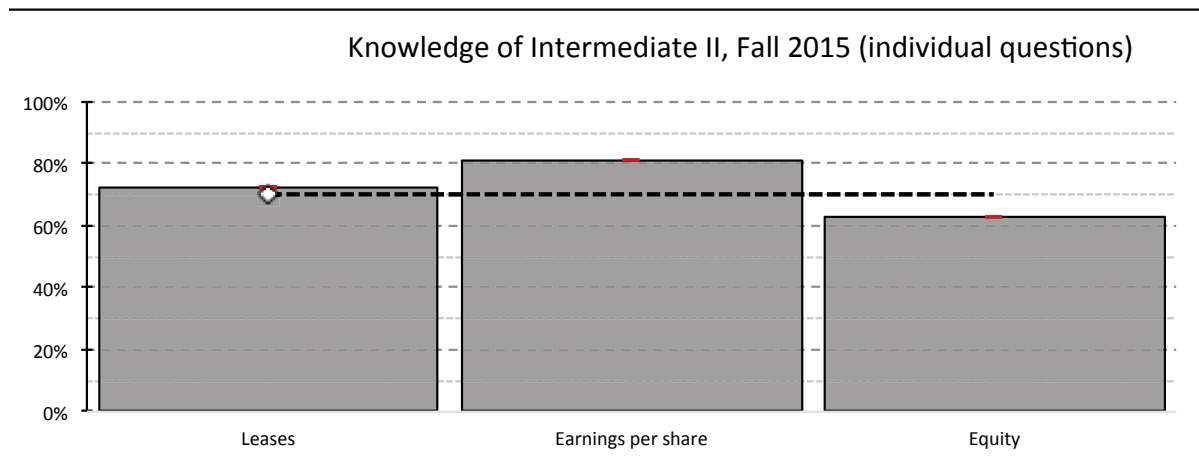 Knowledge of Intermediate II, Fall 2015 (individual questions)
100%
80%
60%
40%
20%
0%
Leases
Earnings per share
Equity